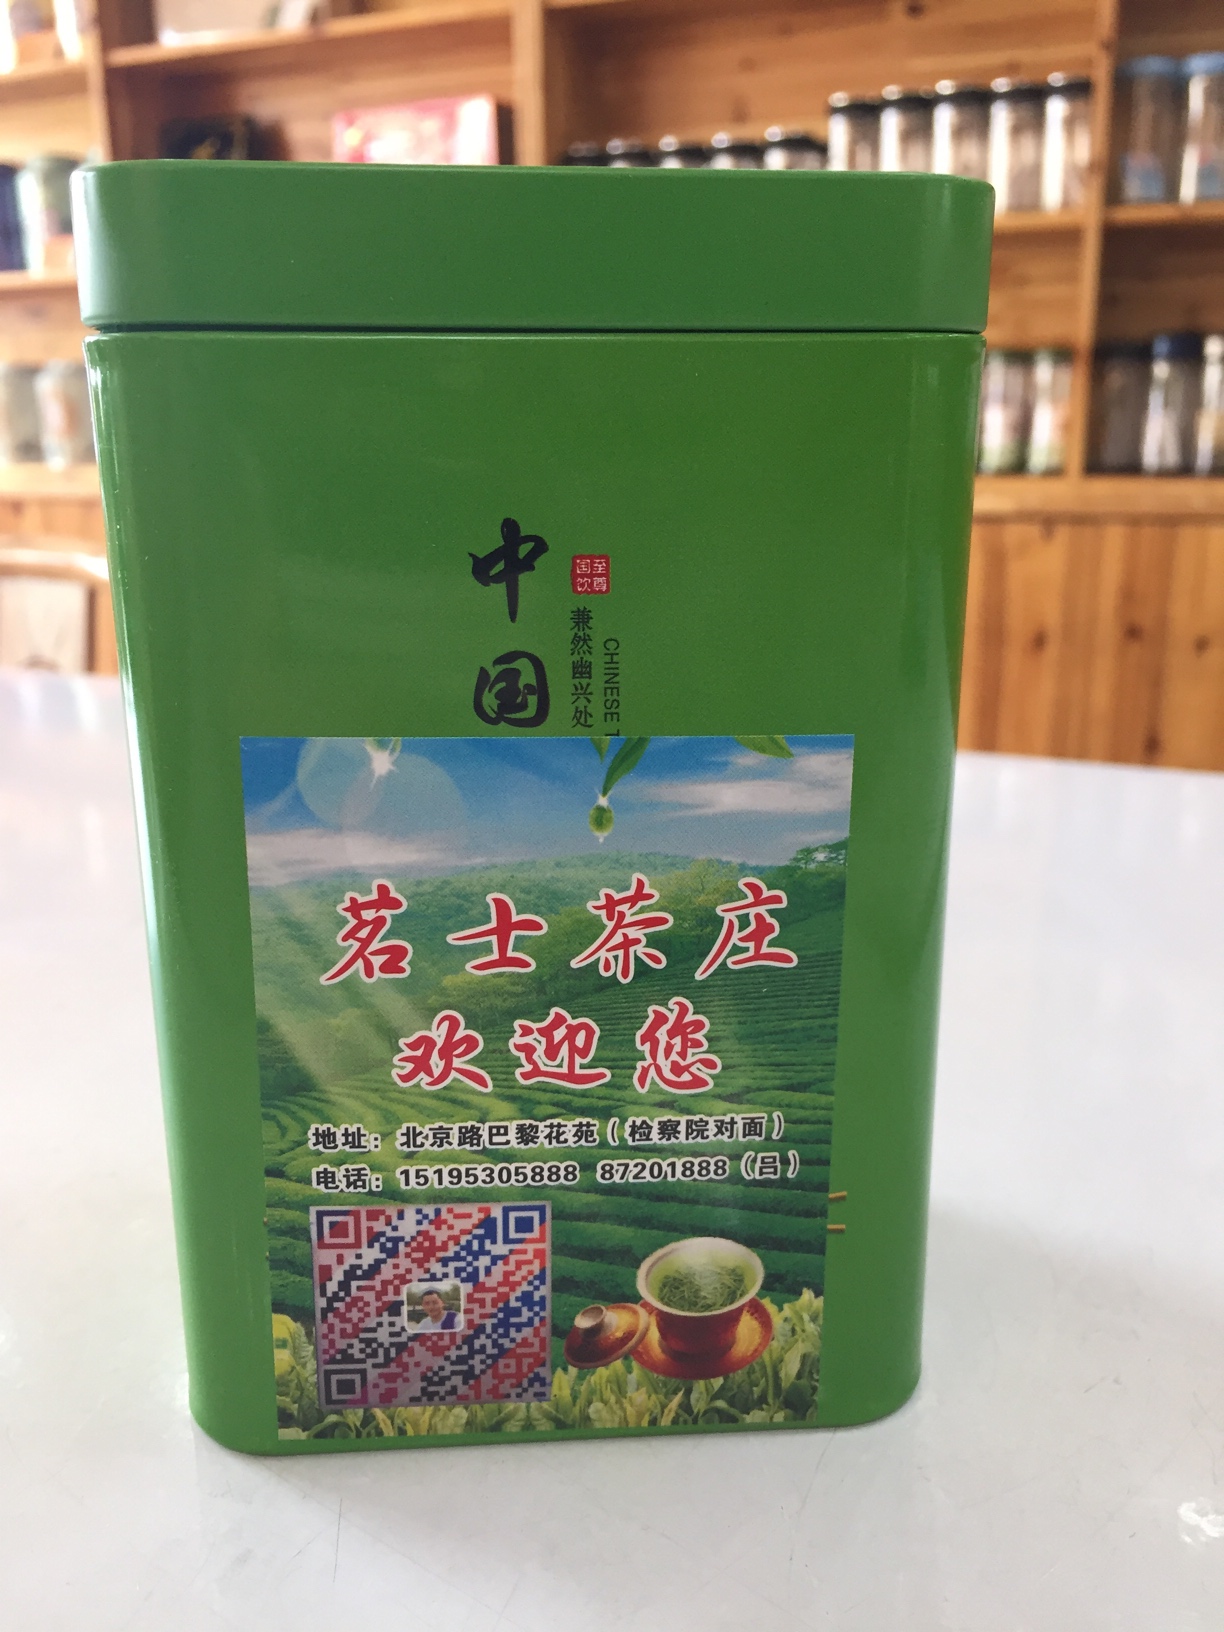 中国
至尊
国饮
兼然幽兴处
CHINESE T
茗士茶庄
欢迎您
地址：北京路巴黎花苑（检察院对面）
电话：15195305888 87201888（吕）